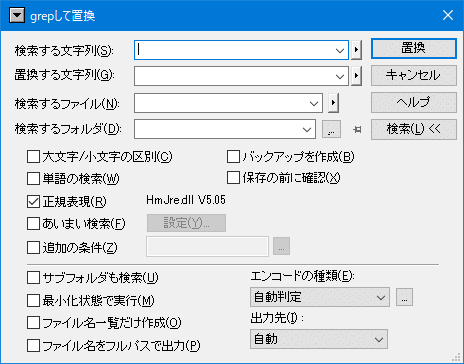 grepして置換
検索する文字列(S): 置換
置換する文字列(G): キャンセル
検索するファイル(N): ヘルプ
検索するフォルダ(D): ... 検索(L) <<
大文字/小文字の区別(C) バックアップを作成(B)
単語の検索(W) 保存の前に確認(X)
正規表現(R) HmJre.dll V5.05
あいまい検索(F) 設定(Y)...
追加の条件(Z) ...
サブフォルダも検索(U) エンコードの種類(E):
最小化状態で実行(M) 自動判定 ...
ファイル名一覧だけ作成(O) 出力先(I) :
ファイル名をフルパスで出力(P) 自動